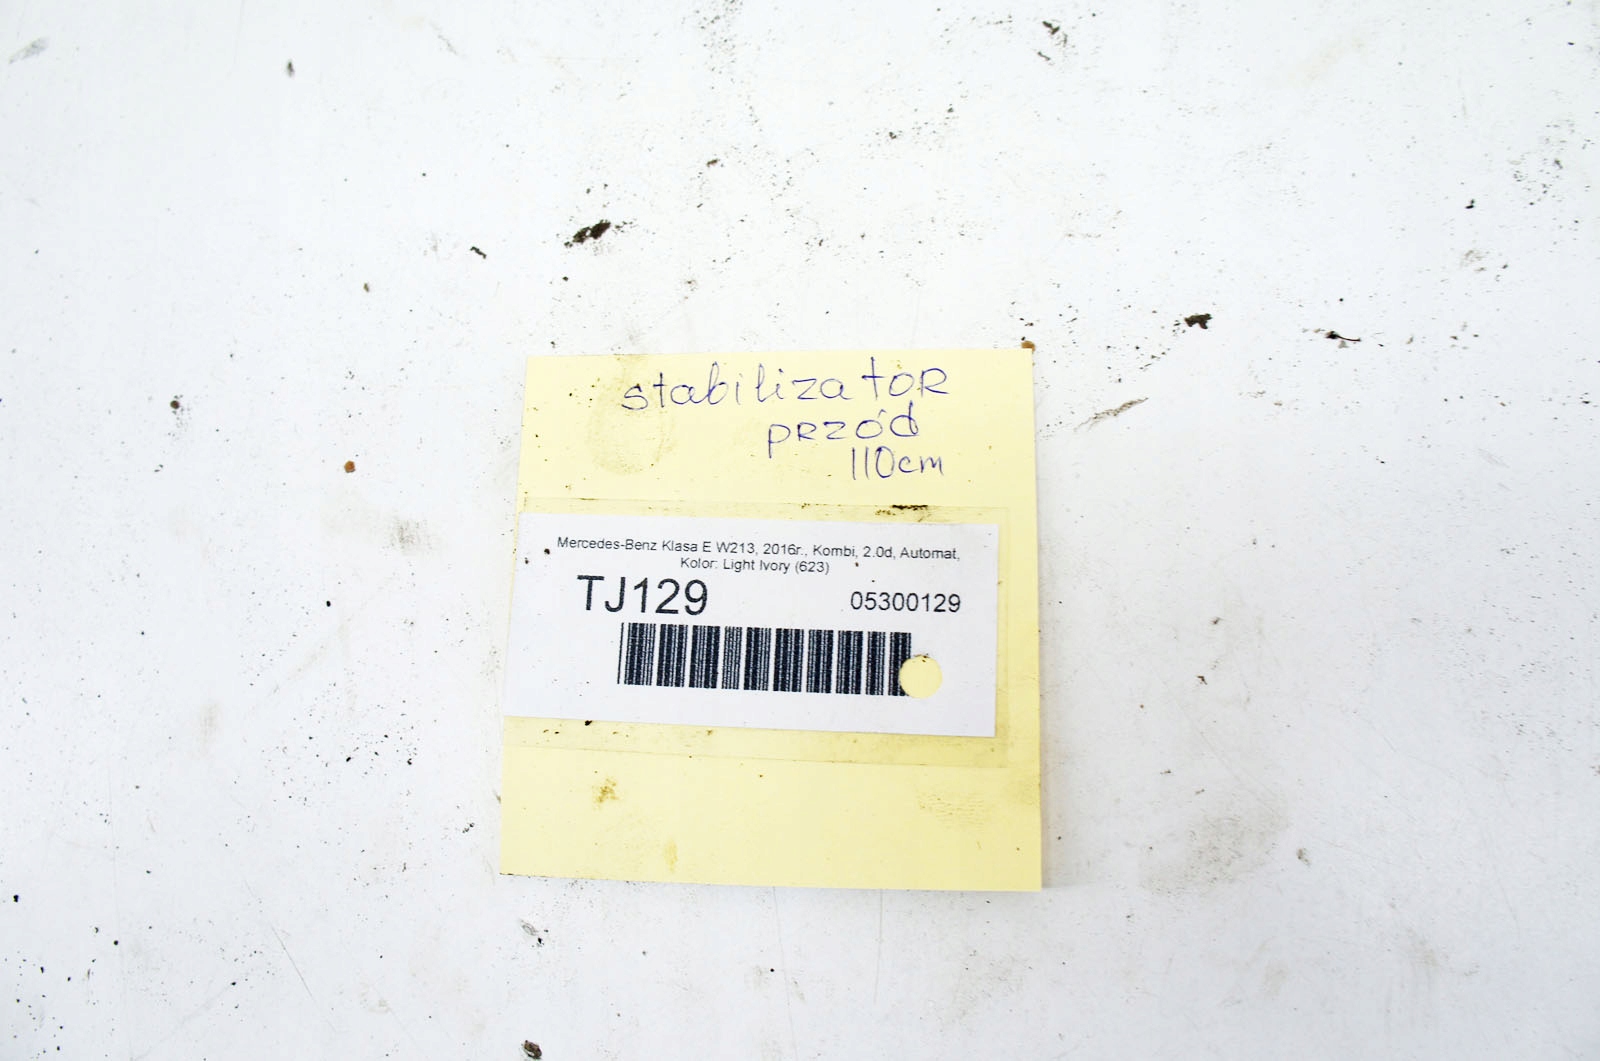 stabilizator
przód
110cm
Mercedes-Benz Klasa E W213, 2016r., Kombi, 2.0d, Automat,
Kolor: Light Ivory (623)
TJ129 05300129